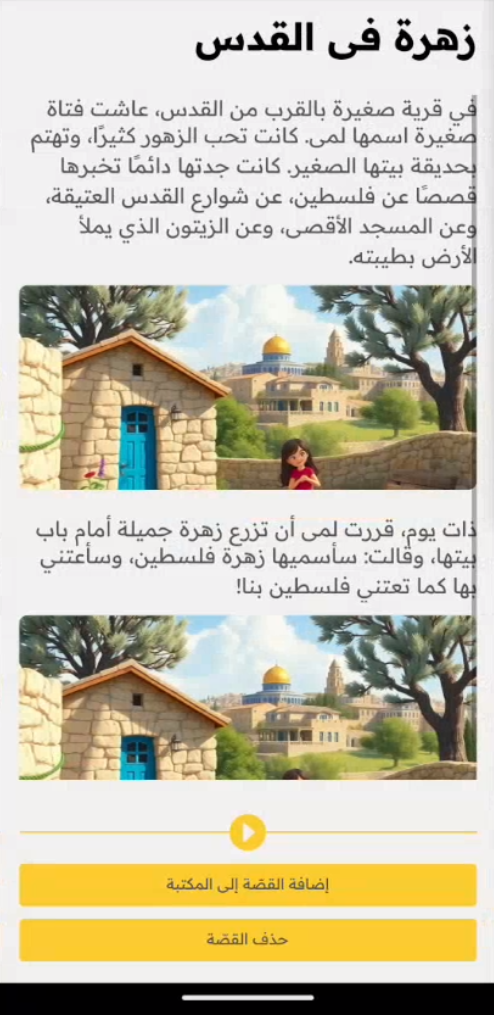 زهرة فى القدس
في قرية صغيرة بالقرب من القدس، عاشت فتاة
صغيرة اسمها لمى. كانت تحب الزهور كثيرًا، وتهتم
بحديقة بيتها الصغير. كانت جدتها دائمًا تخبرها
قصصًا عن فلسطين، عن شوارع القدس العتيقة،
وعن المسجد الأقصى، وعن الزيتون الذي يملأ
الأرض بطيبته.
ذات يوم، قررت لمى أن تزرع زهرة جميلة أمام باب
بيتها، وقالت: سأسميها زهرة فلسطين، وسأعتني
بها كما تعتني فلسطين بنا!
إضافة القصّة إلى المكتبة
حذف القصّة